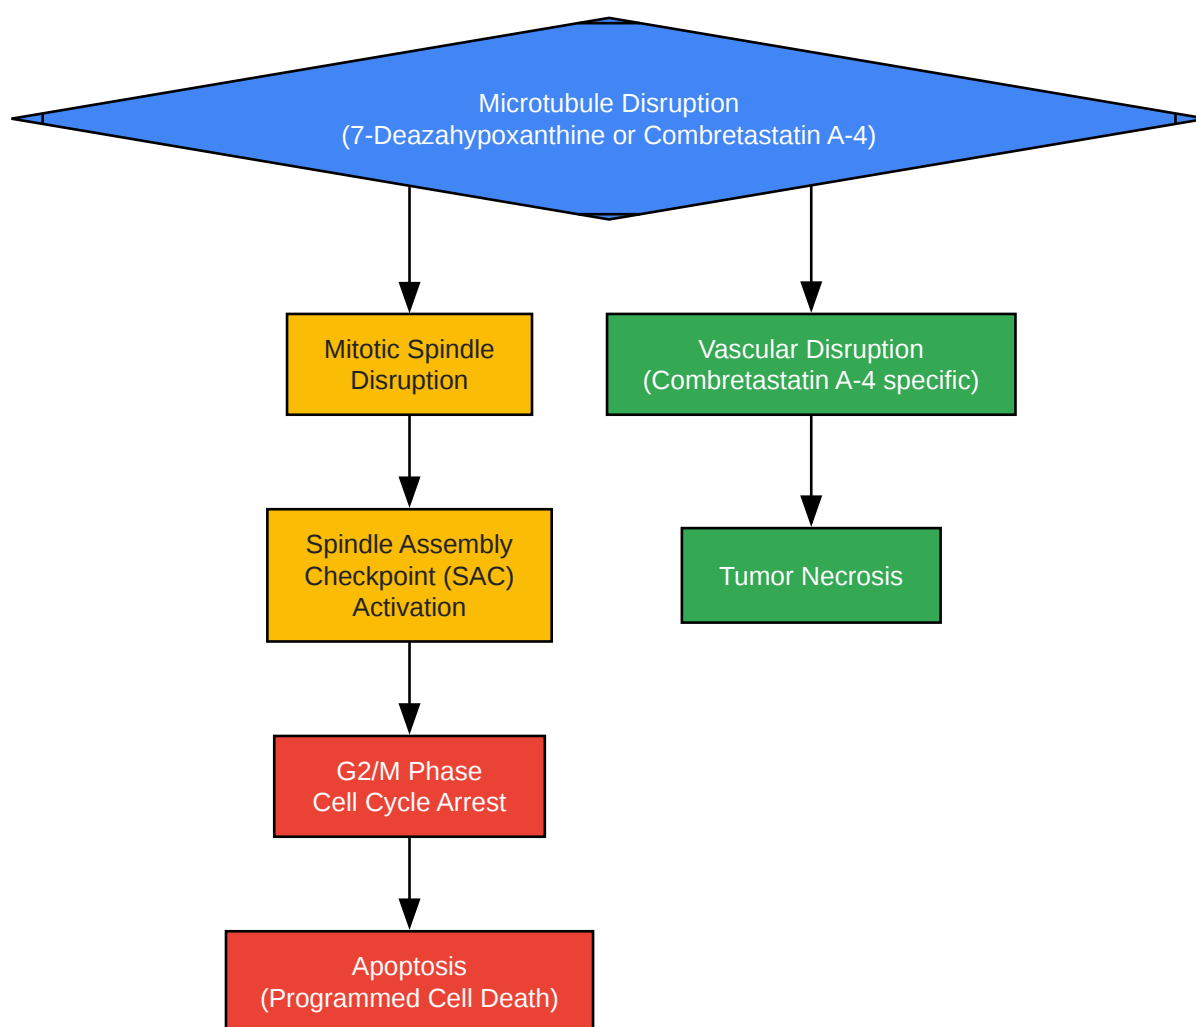 Microtubule Disruption
(7-Deazahypoxanthine or Combretastatin A-4)
Mitotic Spindle
Disruption
Vascular Disruption
(Combretastatin A-4 specific)
Spindle Assembly
Checkpoint (SAC)
Activation
Tumor Necrosis
G2/M Phase
Cell Cycle Arrest
Apoptosis
(Programmed Cell Death)